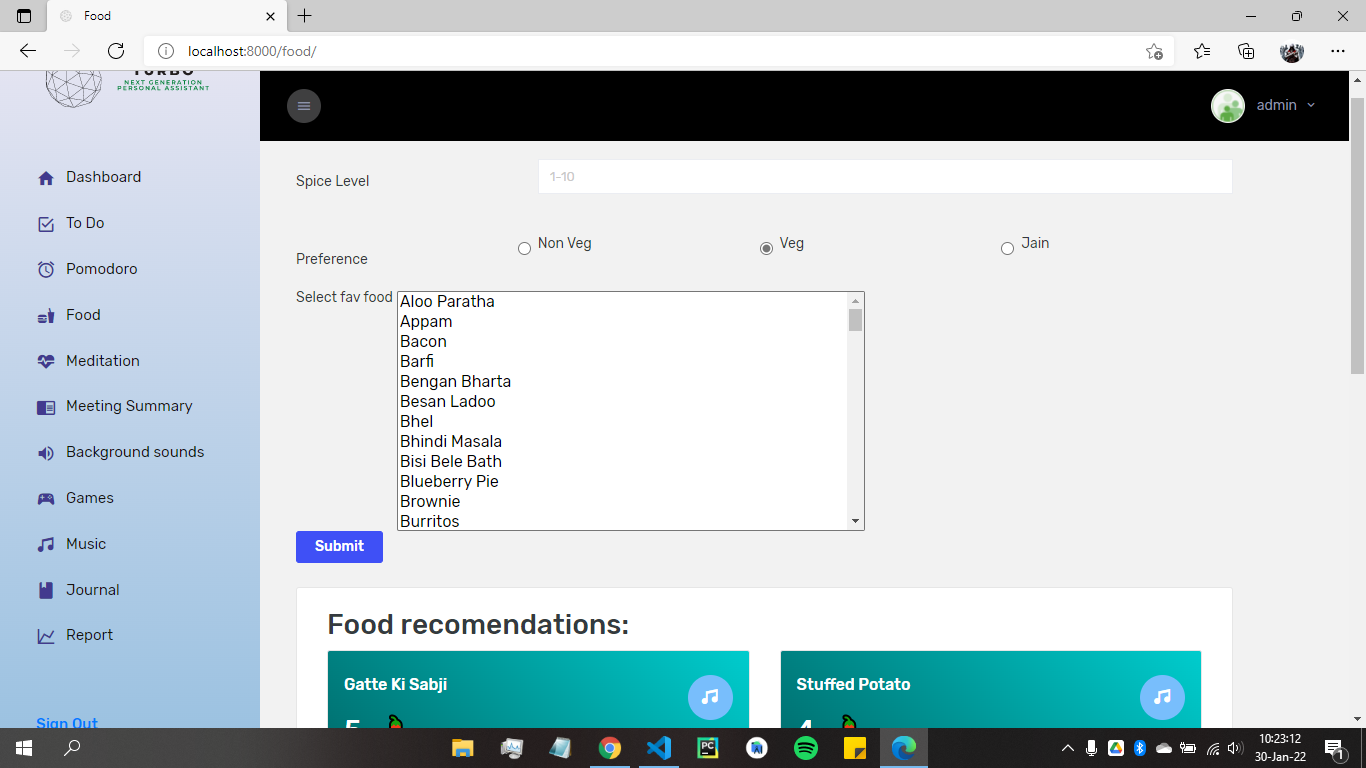 Food
localhost:8000/food/
TURBO
NEXT GENERATION
PERSONAL ASSISTANT
admin
Dashboard
To Do
Pomodoro
Food
Meditation
Meeting Summary
Background sounds
Games
Music
Journal
Report
Sign Out
Spice Level
1-10
Preference
Non Veg
Veg
Jain
Select fav food
Aloo Paratha
Appam
Bacon
Barfi
Bengan Bharta
Besan Ladoo
Bhel
Bhindi Masala
Bisi Bele Bath
Blueberry Pie
Brownie
Burritos
Submit
Food recomendations:
Gatte Ki Sabji
5
Stuffed Potato
4
PC
10:23:12
30-Jan-22
1